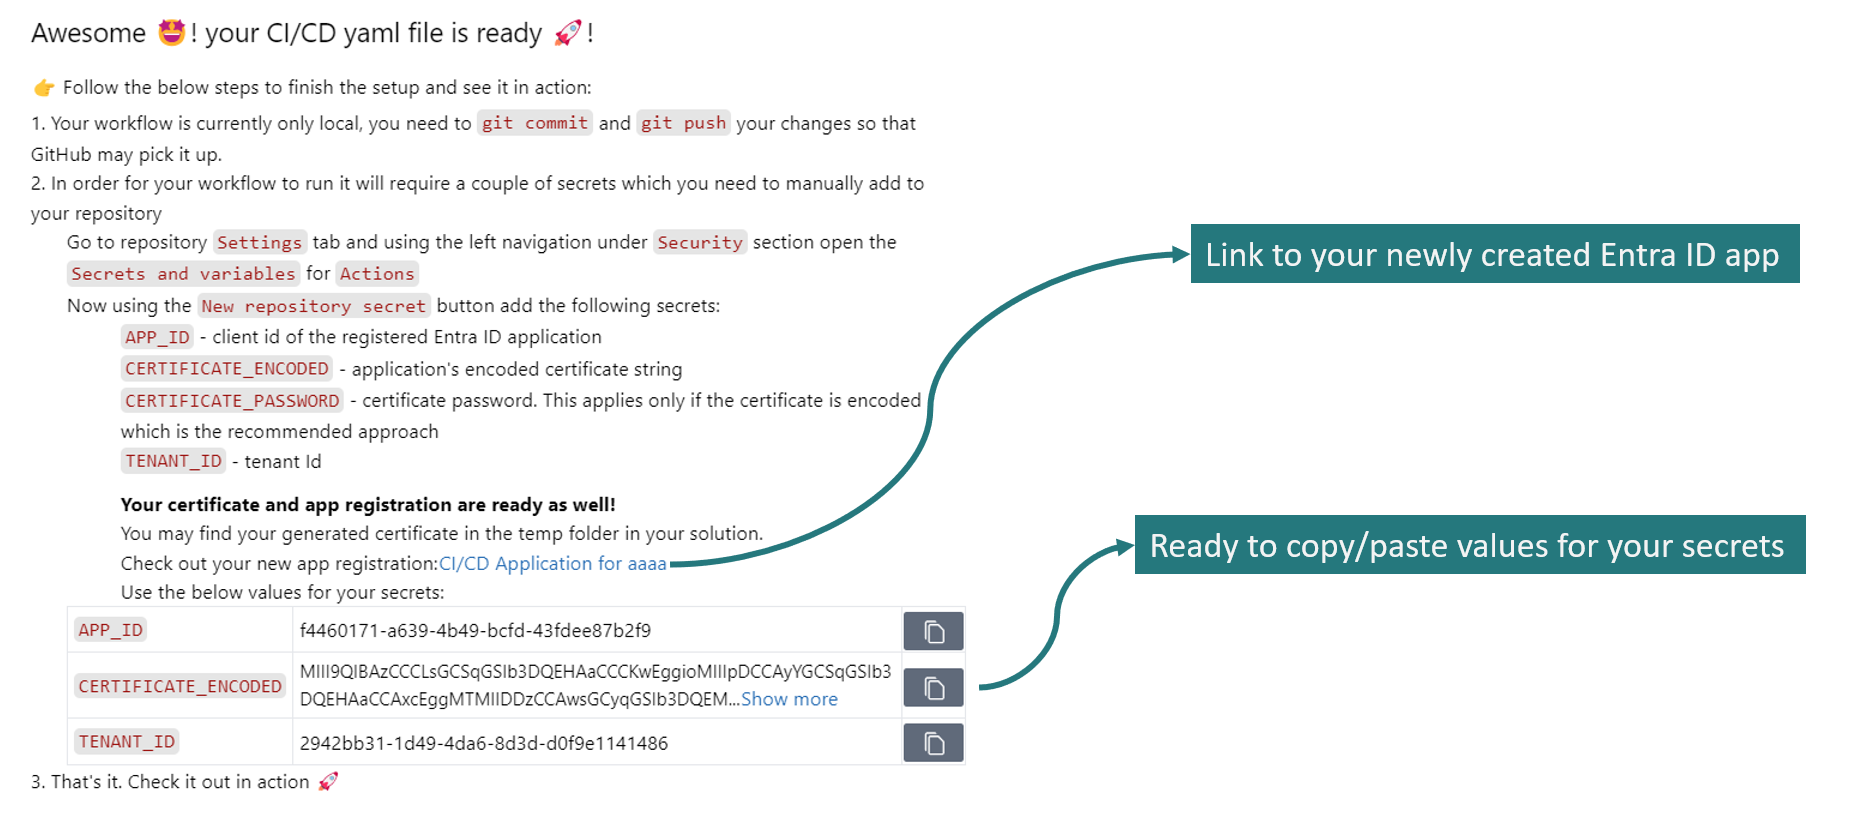 Awesome 🤩! your CI/CD yaml file is ready 🚀!
👉 Follow the below steps to finish the setup and see it in action:
1. Your workflow is currently only local, you need to git commit and git push your changes so that
GitHub may pick it up.
2. In order for your workflow to run it will require a couple of secrets which you need to manually add to
your repository
Go to repository Settings tab and using the left navigation under Security section open the
Secrets and variables for Actions
Now using the New repository secret button add the following secrets:
APP_ID - client id of the registered Entra ID application
CERTIFICATE_ENCODED - application's encoded certificate string
CERTIFICATE_PASSWORD - certificate password. This applies only if the certificate is encoded
which is the recommended approach
TENANT_ID - tenant Id
Your certificate and app registration are ready as well!
You may find your generated certificate in the temp folder in your solution.
Check out your new app registration:CI/CD Application for aaaa
Use the below values for your secrets:
APP_ID f4460171-a639-4b49-bcfd-43fdee87b2f9
CERTIFICATE_ENCODED MIII9QIBAzCCCLsGCSqGSIb3DQEHAaCCCKwEggioMIIIpDCCAyYGCSqGSIb3
DQEHAaCCAxcEggMTMIIDDzCCAwsGCyqGSIb3DQEM...Show more
TENANT_ID 2942bb31-1d49-4da6-8d3d-d0f9e1141486
3. That's it. Check it out in action 🚀
Link to your newly created Entra ID app
Ready to copy/paste values for your secrets